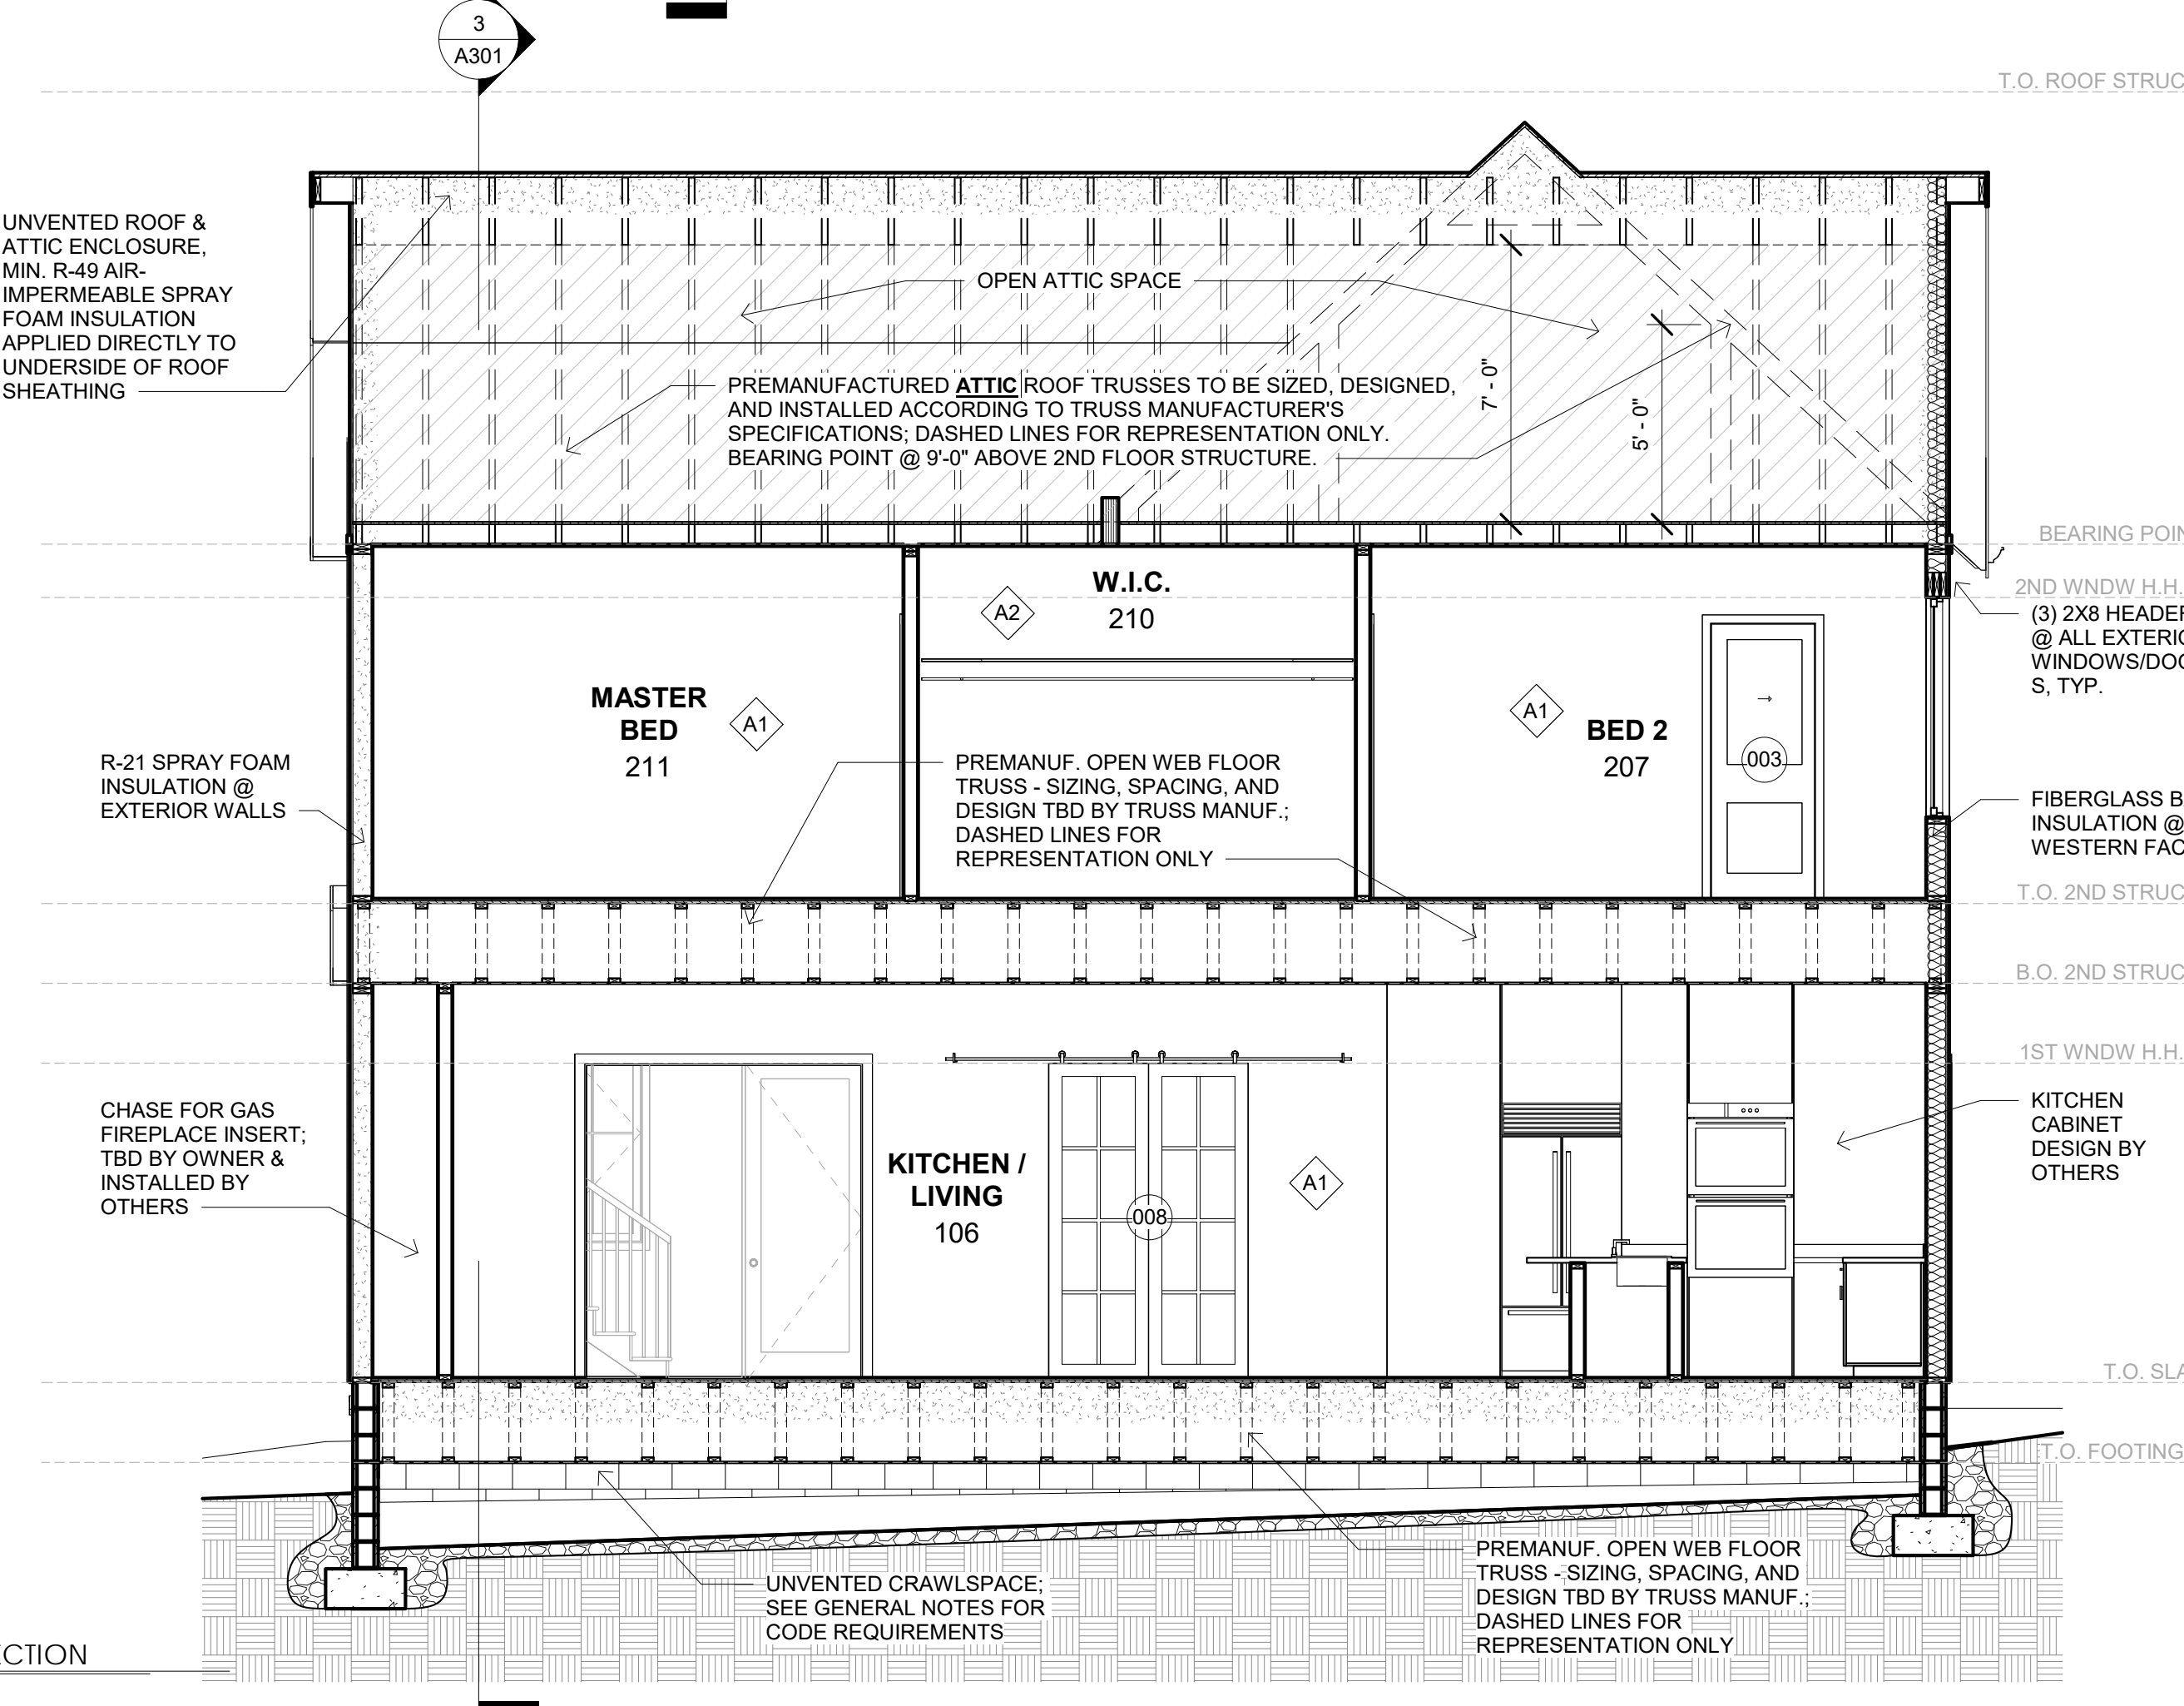 3
A301
T.O. ROOF STRUC
UNVENTED ROOF &
ATTIC ENCLOSURE,
MIN. R-49 AIR-
IMPERMEABLE SPRAY
FOAM INSULATION
APPLIED DIRECTLY TO
UNDERSIDE OF ROOF
SHEATHING
OPEN ATTIC SPACE
PREMANUFACTURED ATTIC ROOF TRUSSES TO BE SIZED, DESIGNED,
AND INSTALLED ACCORDING TO TRUSS MANUFACTURER'S
SPECIFICATIONS; DASHED LINES FOR REPRESENTATION ONLY.
BEARING POINT @ 9'-0" ABOVE 2ND FLOOR STRUCTURE.
7' - 0"
5' - 0"
BEARING POIN
2ND WNDW H.H.
(3) 2X8 HEADER
@ ALL EXTERIO
WINDOWS/DOO
S, TYP.
W.I.C.
210
A2
MASTER
BED
211
A1
A1
BED 2
207
003
R-21 SPRAY FOAM
INSULATION @
EXTERIOR WALLS
PREMANUF. OPEN WEB FLOOR
TRUSS - SIZING, SPACING, AND
DESIGN TBD BY TRUSS MANUF.;
DASHED LINES FOR
REPRESENTATION ONLY
FIBERGLASS B
INSULATION @
WESTERN FAC
T.O. 2ND STRUC
B.O. 2ND STRUC
1ST WNDW H.H.
CHASE FOR GAS
FIREPLACE INSERT;
TBD BY OWNER &
INSTALLED BY
OTHERS
KITCHEN /
LIVING
106
008
A1
KITCHEN
CABINET
DESIGN BY
OTHERS
T.O. SLA
T.O. FOOTING
UNVENTED CRAWLSPACE;
SEE GENERAL NOTES FOR
CODE REQUIREMENTS
PREMANUF. OPEN WEB FLOOR
TRUSS - SIZING, SPACING, AND
DESIGN TBD BY TRUSS MANUF.;
DASHED LINES FOR
REPRESENTATION ONLY
ECTION